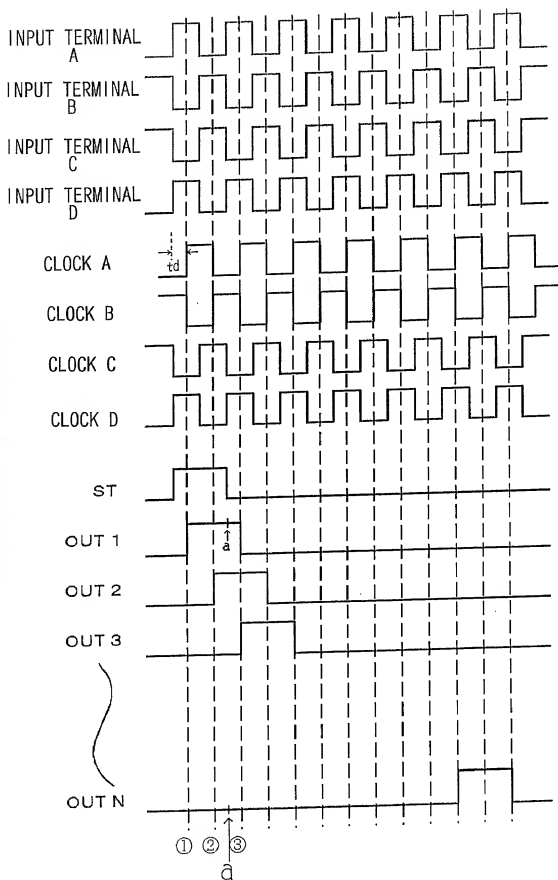 INPUT TERMINAL
A
INPUT TERMINAL
B
INPUT TERMINAL
C
INPUT TERMINAL
D
CLOCK A
td
CLOCK B
CLOCK C
CLOCK D
ST
OUT 1
a
OUT 2
OUT 3
OUT N
① ② ③
a